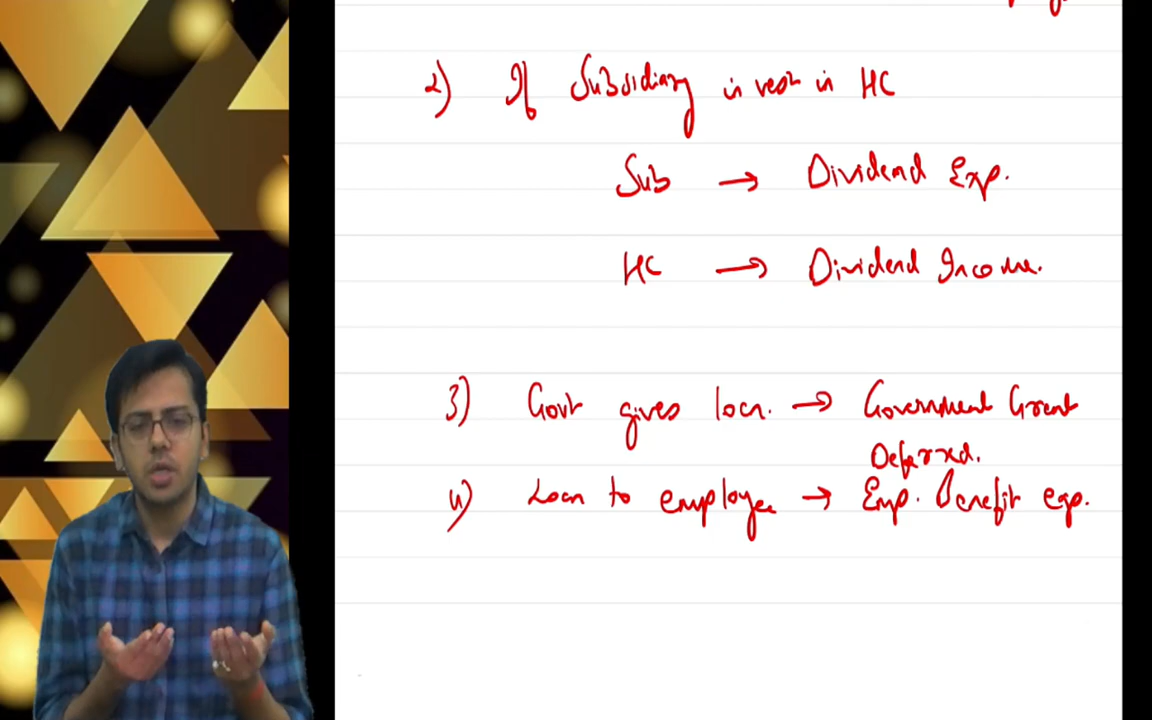 2) If Subsidiary invest in HC
Sub → Dividend Exp.
HC → Dividend Income.
3) Govt gives loan. → Government Grant
Deferred.
4) Loan to employee → Emp. Benefit exp.